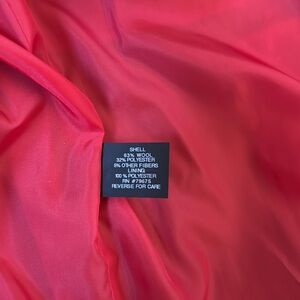 SHELL
63% WOOL
32% POLYESTER
5% OTHER FIBERS
LINING
100% POLYESTER
RN #79675
REVERSE FOR CARE